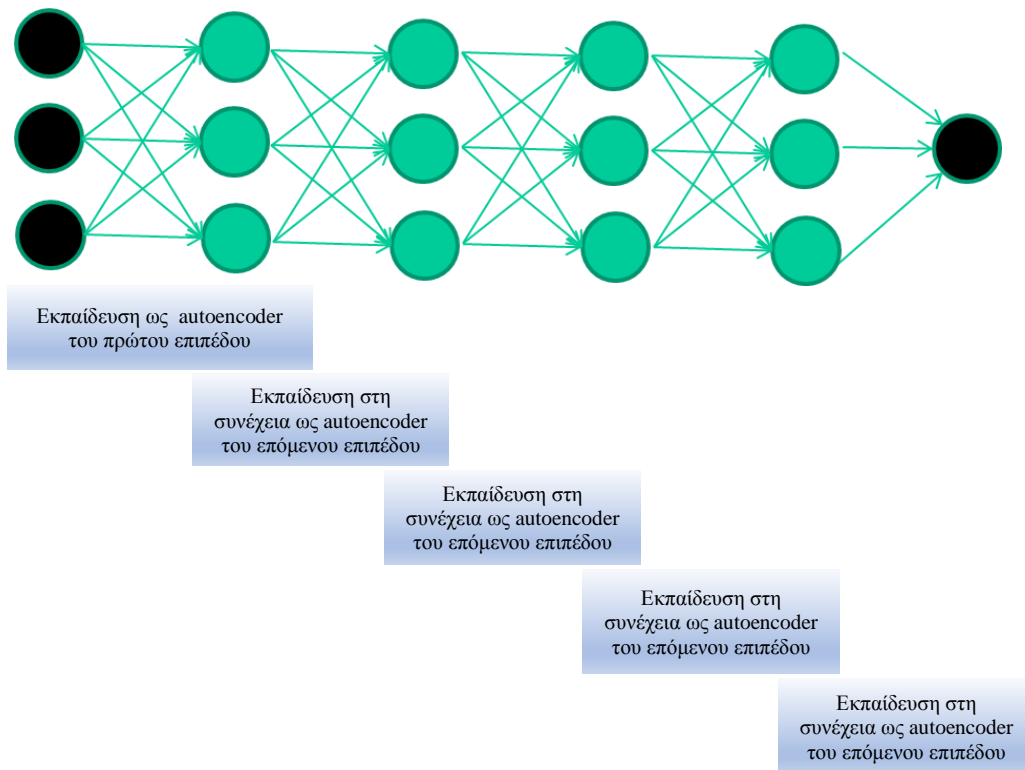 Εκπαίδευση ως autoencoder
του πρώτου επιπέδου
Εκπαίδευση στη
συνέχεια ως autoencoder
του επόμενου επιπέδου
Εκπαίδευση στη
συνέχεια ως autoencoder
του επόμενου επιπέδου
Εκπαίδευση στη
συνέχεια ως autoencoder
του επόμενου επιπέδου
Εκπαίδευση στη
συνέχεια ως autoencoder
του επόμενου επιπέδου